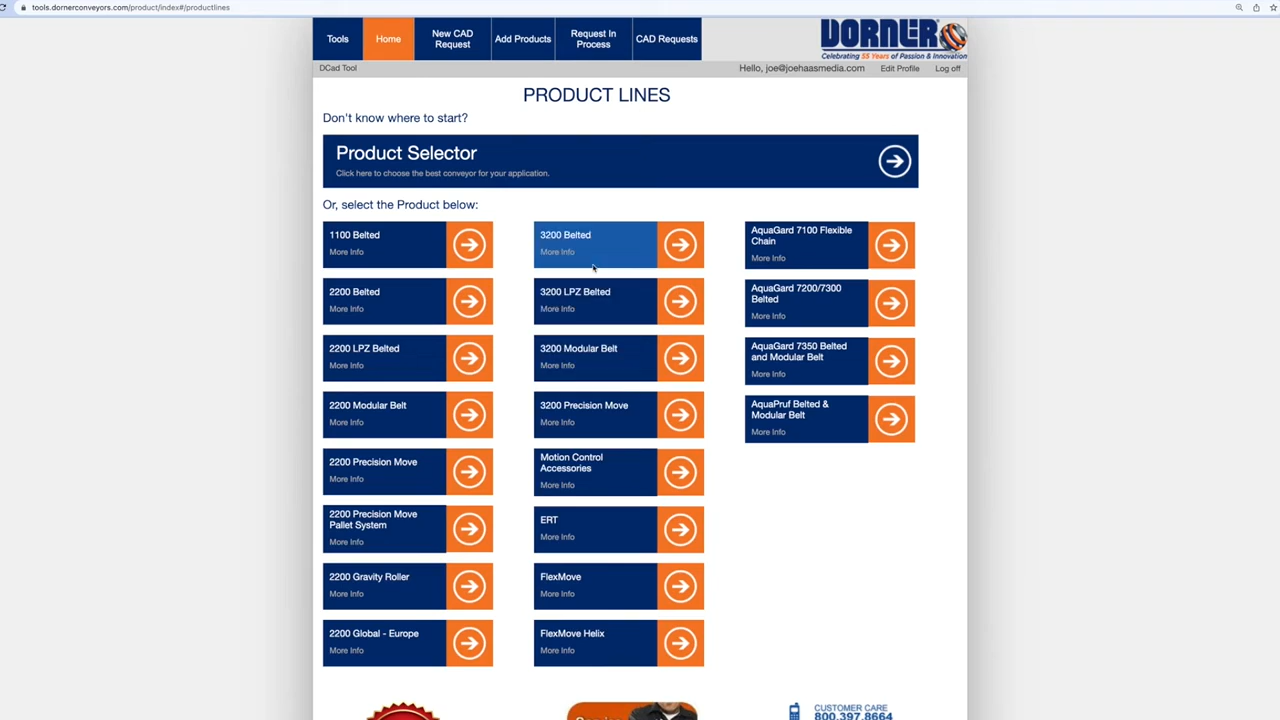 tools.dornerconveyors.com/product/index#/productlines
Tools
Home
New CAD
Request
Add Products
Request In
Process
CAD Requests
DORNER
Celebrating 55 Years of Passion & Innovation
DCad Tool
Hello, joe@joehaasmedia.com
Edit Profile
Log off
PRODUCT LINES
Don't know where to start?
Product Selector
Click here to choose the best conveyor for your application.
Or, select the Product below:
1100 Belted
More Info
2200 Belted
More Info
2200 LPZ Belted
More Info
2200 Modular Belt
More Info
2200 Precision Move
More Info
2200 Precision Move
Pallet System
More Info
2200 Gravity Roller
More Info
2200 Global - Europe
More Info
3200 Belted
More Info
3200 LPZ Belted
More Info
3200 Modular Belt
More Info
3200 Precision Move
More Info
Motion Control
Accessories
More Info
ERT
More Info
FlexMove
More Info
FlexMove Helix
More Info
AquaGard 7100 Flexible
Chain
More Info
AquaGard 7200/7300
Belted
More Info
AquaGard 7350 Belted
and Modular Belt
More Info
AquaPruf Belted &
Modular Belt
More Info
CUSTOMER CARE
800.397.8664